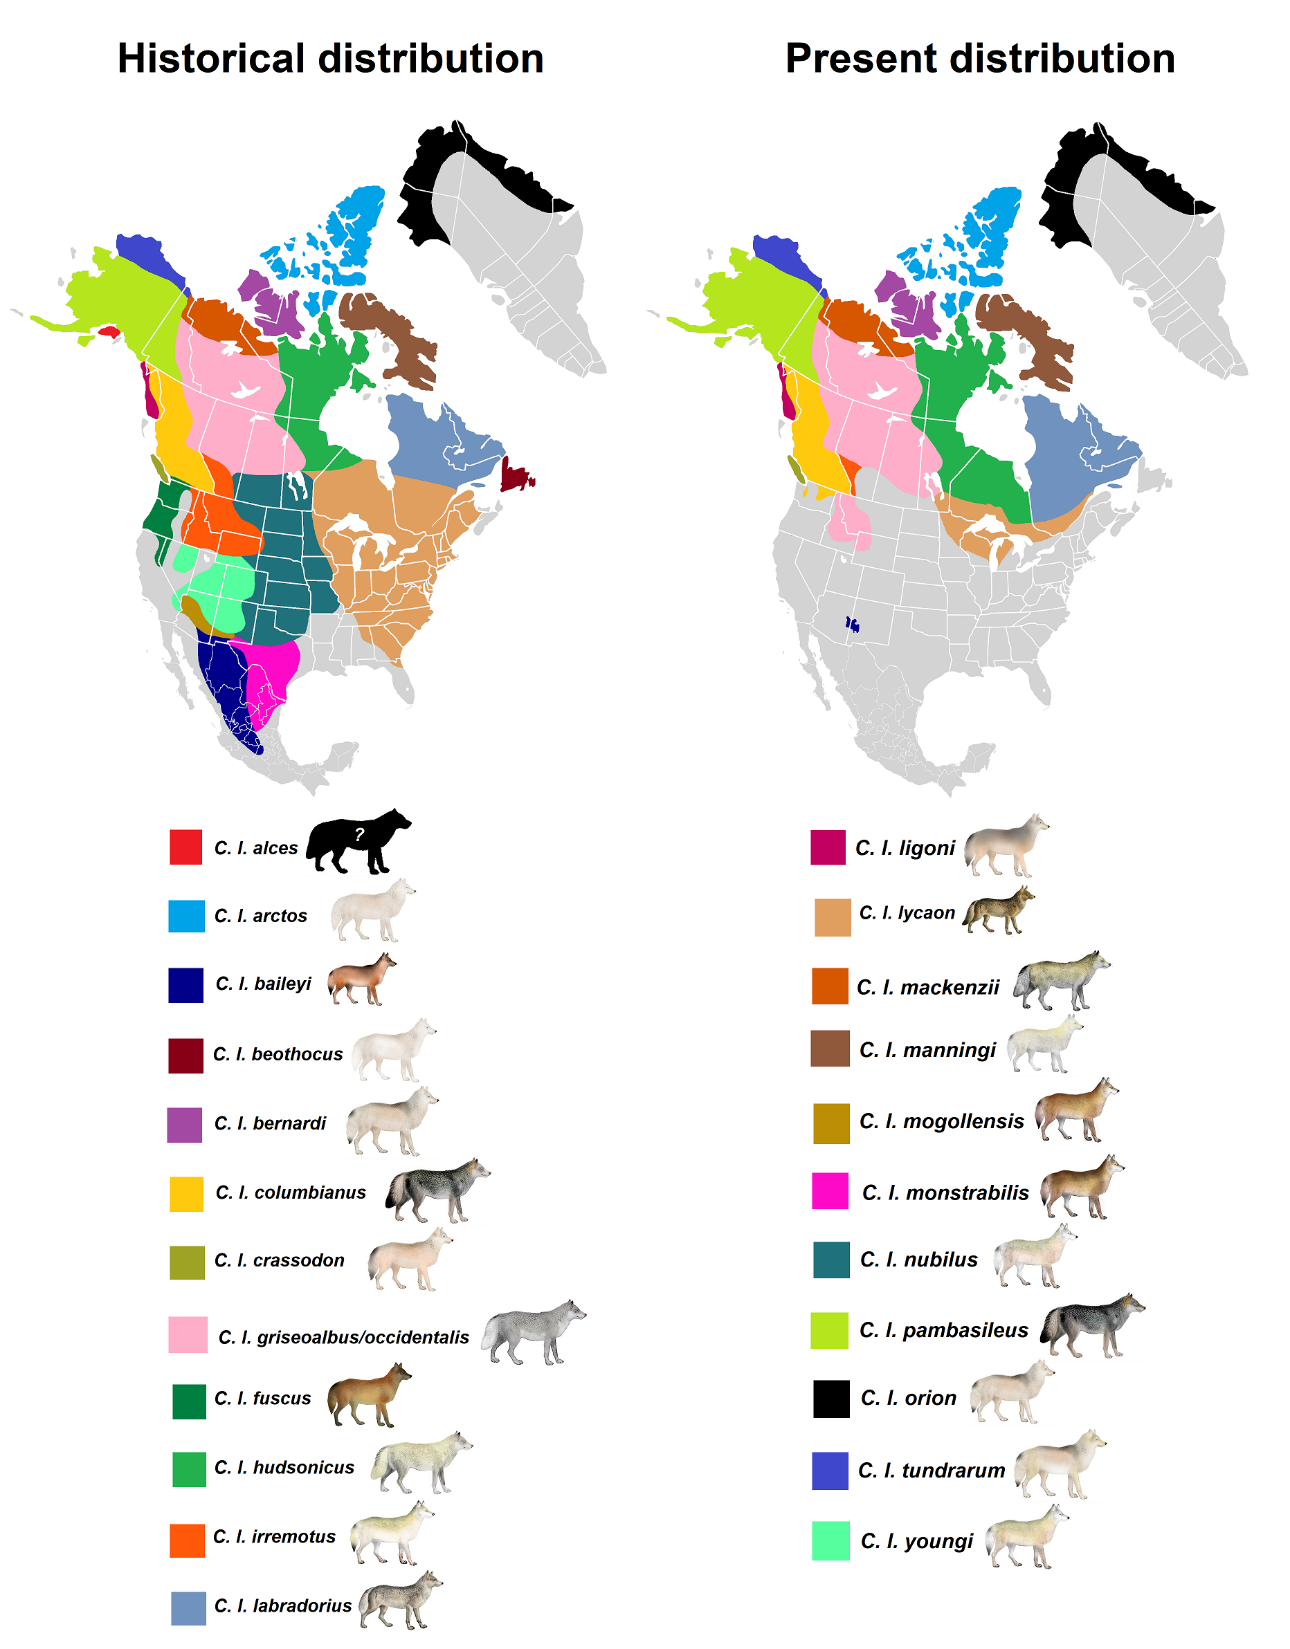 Historical distribution
Present distribution
C. l. alces
?
C. l. arctos
C. l. baileyi
C. l. beothocus
C. l. bernardi
C. l. columbianus
C. l. crassodon
C. l. griseoalbus/occidentalis
C. l. fuscus
C. l. hudsonicus
C. l. irremotus
C. l. labradorius
C. l. ligoni
C. l. lycaon
C. l. mackenzii
C. l. manningi
C. l. mogollensis
C. l. monstrabilis
C. l. nubilus
C. l. pambasileus
C. l. orion
C. l. tundrarum
C. l. youngi